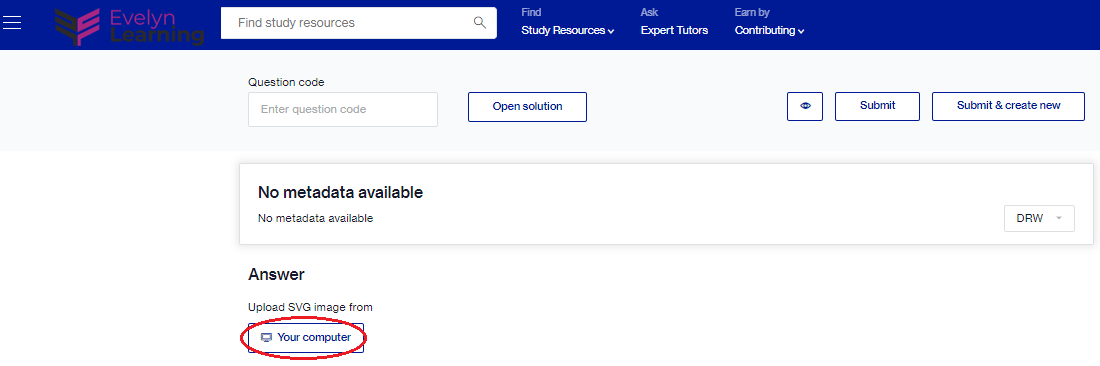 Evelyn
Learning
Find study resources
Find
Study Resources
Ask
Expert Tutors
Earn by
Contributing
Question code
Enter question code
Open solution
Submit
Submit & create new
No metadata available
No metadata available
DRW
Answer
Upload SVG image from
Your computer